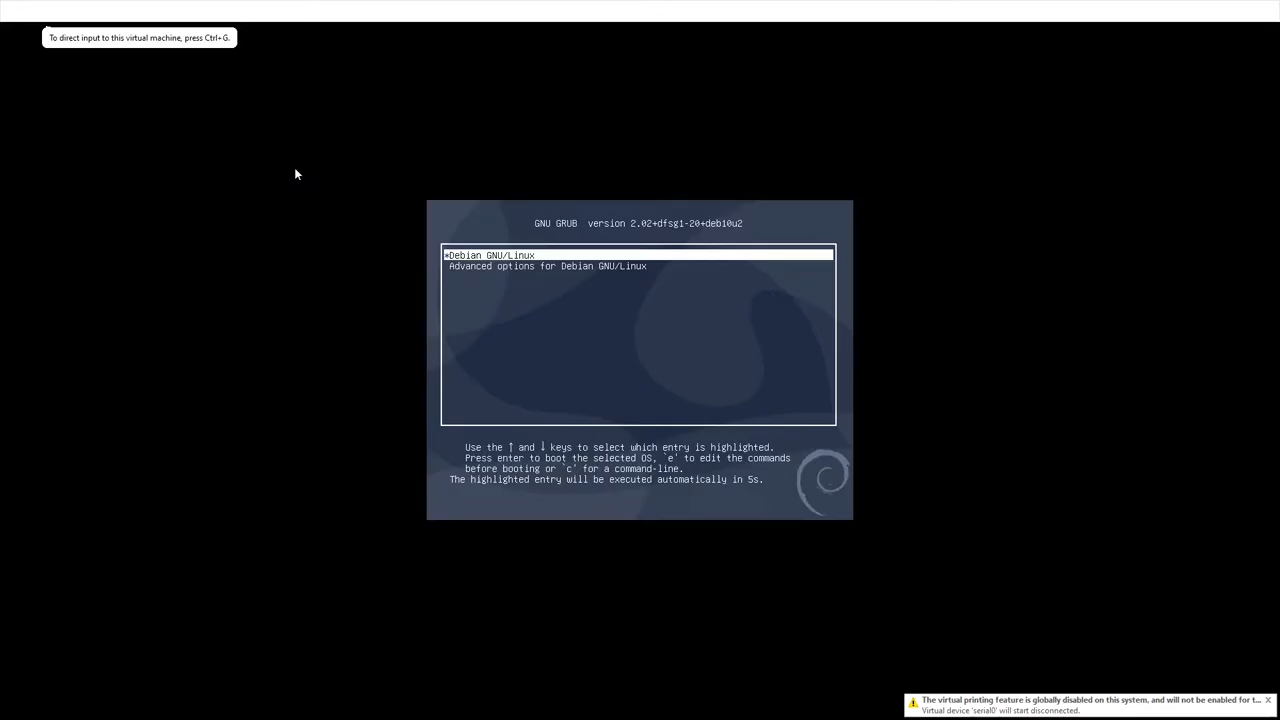 To direct input to this virtual machine, press Ctrl+G.
GNU GRUB version 2.02+dfsg1-20+deb10u2
*Debian GNU/Linux
Advanced options for Debian GNU/Linux
Use the ↑ and ↓ keys to select which entry is highlighted.
Press enter to boot the selected OS, `e' to edit the commands
before booting or `c' for a command-line.
The highlighted entry will be executed automatically in 5s.
The virtual printing feature is globally disabled on this system, and will not be enabled for t...
Virtual device 'serial0' will start disconnected.